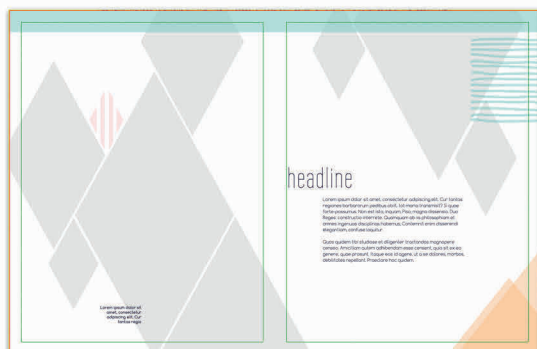 Lorem ipsum dolor sit
amet, consectetur
adipiscing elit. Cur
tantas regio
headline
Lorem ipsum dolor sit amet, consectetur adipiscing elit. Cur tantas
regiones barbarorum pedibus obiit, tot maria transmisit? S quae
forte possumus. Non est ista, inquam, Piso, magna dissensio. Duo
Reges: constructio interrete. Quamquam ab iis philosophiam et
omnes ingenuas disciplinas habemus; Contemnit enim disserendi
elegantiam, confuse loquitur.
Quae quidem tibi studiose et diligenter tractanda magnopere
censeo. Amicitiam autem adhibendam esse censent, quia sit ex eo
genere, quae prosunt. Itaque eos id agere, ut a se dolores, morbos,
debilitates repellant. Praeclare hoc quidem.